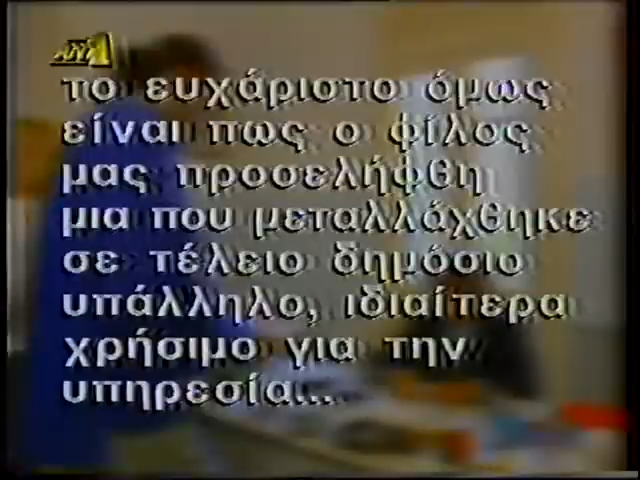 ΑΝΤ1
το ευχάριστο όμως
είναι πως ο φίλος
μας προσελήφθη
μια που μεταλλάχθηκε
σε τέλειο δημόσιο
υπάλληλο, ιδιαίτερα
χρήσιμο για την
υπηρεσία...